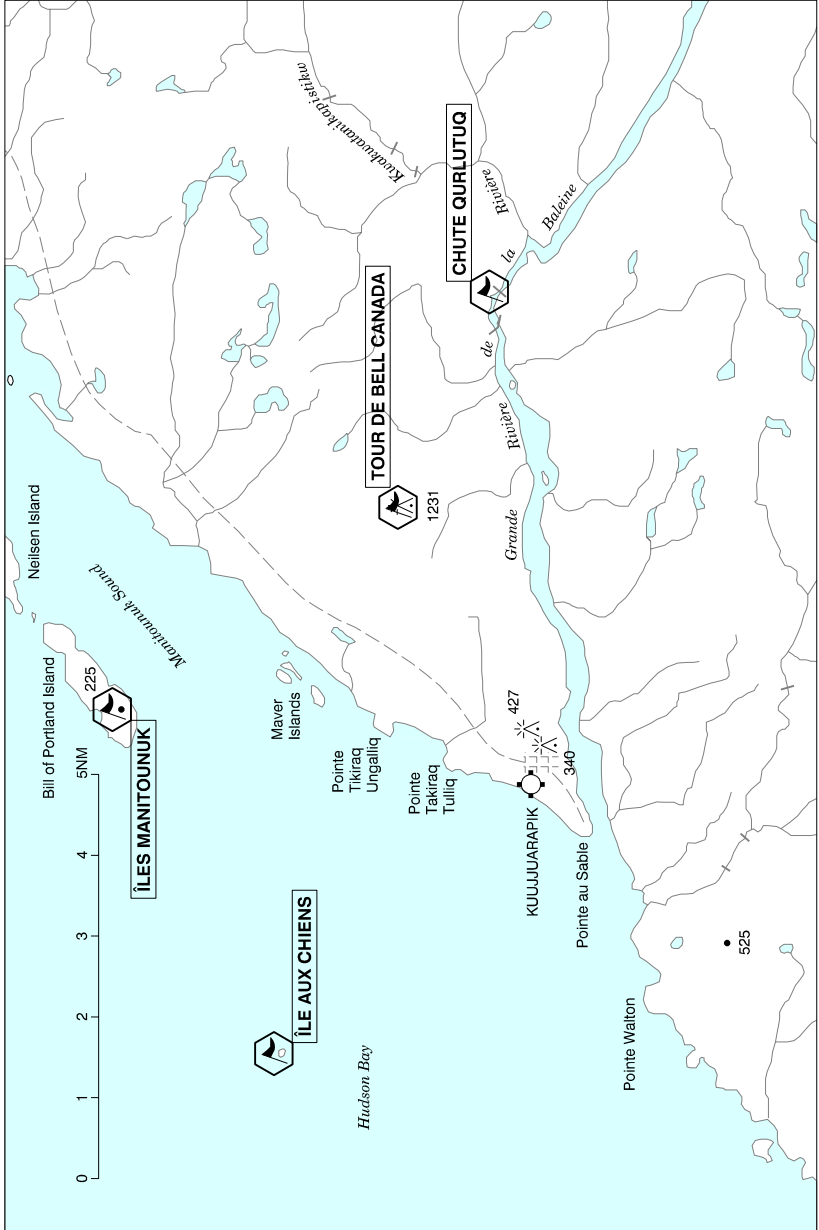 Neilsen Island
Bill of Portland Island
225
Manitounuk Sound
ÎLES MANITOUNUK
5NM
4
3
2
1
0
Maver
Islands
Pointe
Tikiraq
Ungalliq
Pointe
Takiraq
Tulliq
ÎLE AUX CHIENS
Hudson Bay
Kwakwatanikapistikw
Rivière
CHUTE QURLUTUQ
TOUR DE BELL CANADA
1231
Grande
Rivière
de
la
Baleine
427
340
KUUJJUARAPIK
Pointe au Sable
Pointe Walton
525